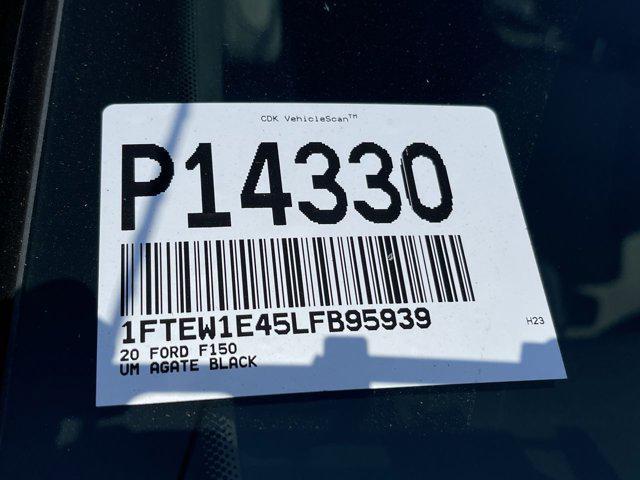 CDK VehicleScan™
P14330
1FTEW1E45LFB95939
H23
20 FORD F150
UM AGATE BLACK